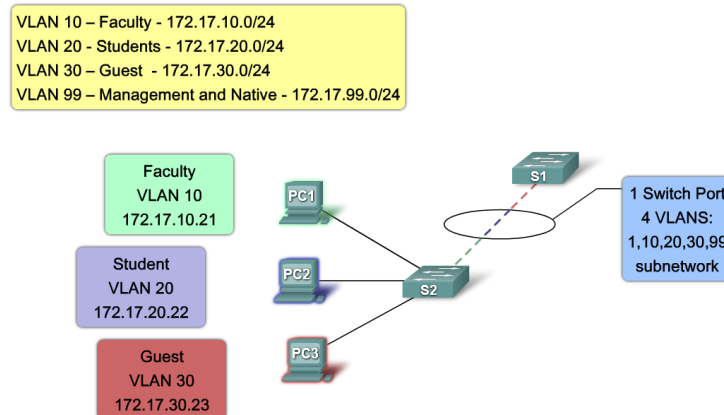 VLAN 10 – Faculty - 172.17.10.0/24
VLAN 20 - Students - 172.17.20.0/24
VLAN 30 – Guest - 172.17.30.0/24
VLAN 99 – Management and Native - 172.17.99.0/24
Faculty
VLAN 10
172.17.10.21
PC1
S1
1 Switch Port
4 VLANS:
1,10,20,30,99
subnetwork
Student
VLAN 20
172.17.20.22
PC2
S2
Guest
VLAN 30
172.17.30.23
PC3